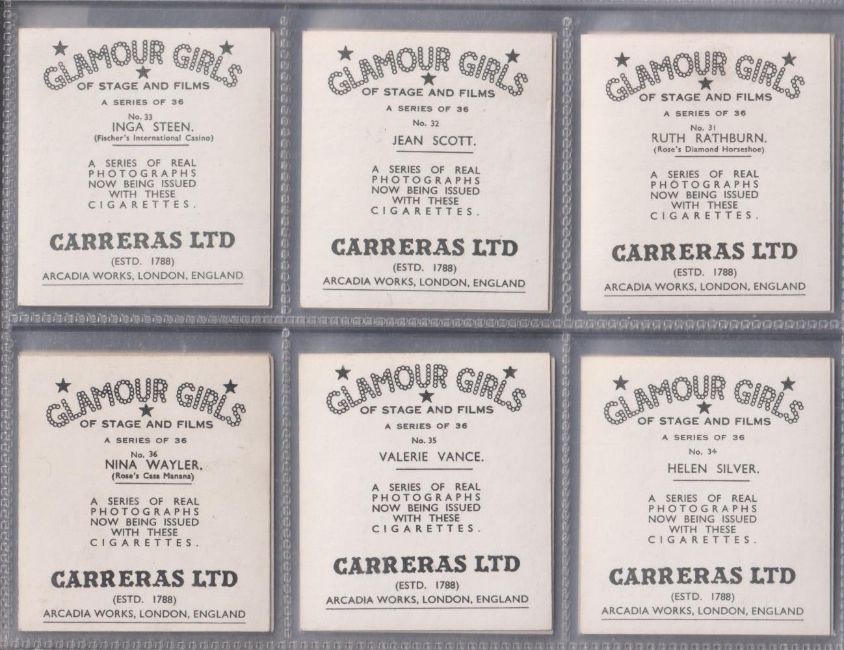 GLAMOUR GIRLS
OF STAGE AND FILMS
A SERIES OF 36
No. 33
INGA STEEN.
(Fischer's International Casino)
A SERIES OF REAL
PHOTOGRAPHS
NOW BEING ISSUED
WITH THESE
CIGARETTES.
CARRERAS LTD
(ESTD. 1788)
ARCADIA WORKS, LONDON, ENGLAND
GLAMOUR GIRLS
OF STAGE AND FILMS
A SERIES OF 36
No. 32
JEAN SCOTT.
A SERIES OF REAL
PHOTOGRAPHS
NOW BEING ISSUED
WITH THESE
CIGARETTES.
CARRERAS LTD
(ESTD. 1788)
ARCADIA WORKS, LONDON, ENGLAND
GLAMOUR GIRLS
OF STAGE AND FILMS
A SERIES OF 36
No. 31
RUTH RATHBURN.
(Rose's Diamond Horseshoe)
A SERIES OF REAL
PHOTOGRAPHS
NOW BEING ISSUED
WITH THESE
CIGARETTES.
CARRERAS LTD
(ESTD. 1788)
ARCADIA WORKS, LONDON, ENGLAND
GLAMOUR GIRLS
OF STAGE AND FILMS
A SERIES OF 36
No. 36
NINA WAYLER.
(Rose's Casa Manana)
A SERIES OF REAL
PHOTOGRAPHS
NOW BEING ISSUED
WITH THESE
CIGARETTES.
CARRERAS LTD
(ESTD. 1788)
ARCADIA WORKS, LONDON, ENGLAND
GLAMOUR GIRLS
OF STAGE AND FILMS
A SERIES OF 36
No. 35
VALERIE VANCE.
A SERIES OF REAL
PHOTOGRAPHS
NOW BEING ISSUED
WITH THESE
CIGARETTES.
CARRERAS LTD
(ESTD. 1788)
ARCADIA WORKS, LONDON, ENGLAND
GLAMOUR GIRLS
OF STAGE AND FILMS
A SERIES OF 36
No. 34
HELEN SILVER.
A SERIES OF REAL
PHOTOGRAPHS
NOW BEING ISSUED
WITH THESE
CIGARETTES.
CARRERAS LTD
(ESTD. 1788)
ARCADIA WORKS, LONDON, ENGLAND